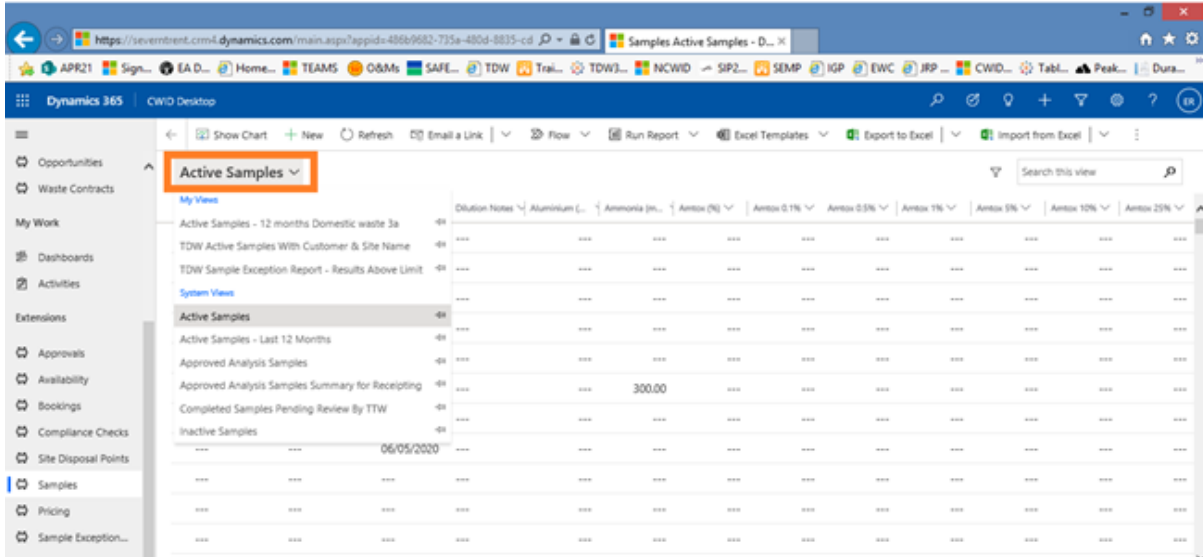 https://severntrent.crm4.dynamics.com/main.aspx?appid=486b9682-735a-480d-8835-cd
Samples Active Samples - D...
APR21 Sign... EA D... Home... TEAMS O&Ms SAFE... TDW Trai... TDW3... NCWID SIP2... SEMP IGP EWC JRP ... CWID... Tabl... Peak... Dura...
Dynamics 365 CWID Desktop ER
Show Chart New Refresh Email a Link Flow Run Report Excel Templates Export to Excel Import from Excel
Opportunities
Waste Contracts
My Work
Dashboards
Activities
Extensions
Approvals
Availability
Bookings
Compliance Checks
Site Disposal Points
Samples
Pricing
Sample Exception...
Active Samples
Search this view
My Views
Active Samples - 12 months Domestic waste 3a
TDW Active Samples With Customer & Site Name
TDW Sample Exception Report - Results Above Limit
System Views
Active Samples
Active Samples - Last 12 Months
Approved Analysis Samples
Approved Analysis Samples Summary for Receipting
Completed Samples Pending Review By TTW
Inactive Samples
Dilution Notes Aluminium (... Ammonia (m... Amtox (%) Amtox 0.1% Amtox 0.5% Amtox 1% Amtox 5% Amtox 10% Amtox 25%
--- --- --- --- --- --- --- --- --- ---
--- --- --- --- --- --- --- --- --- ---
--- --- --- --- --- --- --- --- --- ---
--- --- --- --- --- --- --- --- --- ---
--- --- --- --- --- --- --- --- --- ---
--- --- 300.00 --- --- --- --- --- --- ---
--- --- --- --- --- --- --- --- --- ---
--- --- 06/05/2020 --- --- --- --- --- --- --- --- --- ---
--- --- --- --- --- --- --- --- --- --- --- --- ---
--- --- --- --- --- --- --- --- --- --- --- --- ---
--- --- --- --- --- --- --- --- --- --- --- --- ---